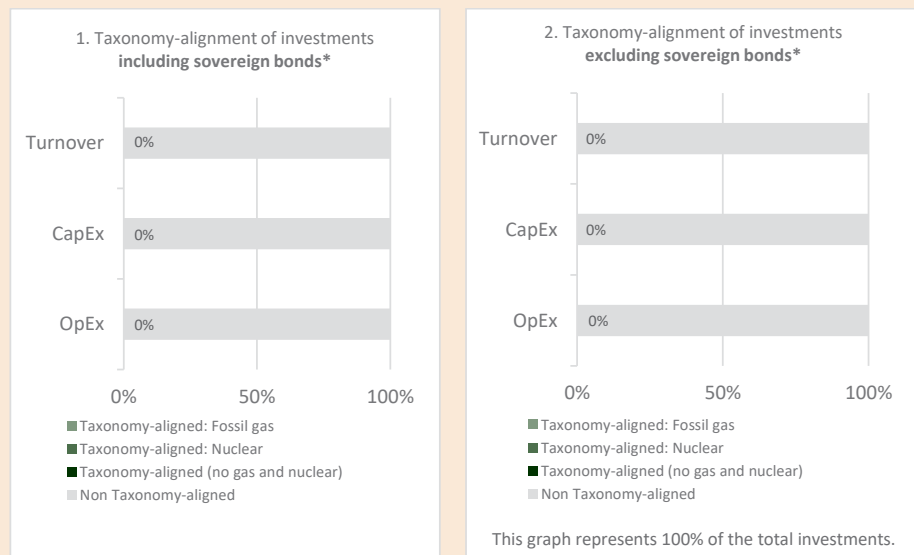 1. Taxonomy-alignment of investments
including sovereign bonds*
Turnover
0%
CapEx
0%
OpEx
0%
0%
50%
100%
Taxonomy-aligned: Fossil gas
Taxonomy-aligned: Nuclear
Taxonomy-aligned (no gas and nuclear)
Non Taxonomy-aligned
2. Taxonomy-alignment of investments
excluding sovereign bonds*
Turnover
0%
CapEx
0%
OpEx
0%
0%
50%
100%
Taxonomy-aligned: Fossil gas
Taxonomy-aligned: Nuclear
Taxonomy-aligned (no gas and nuclear)
Non Taxonomy-aligned
This graph represents 100% of the total investments.